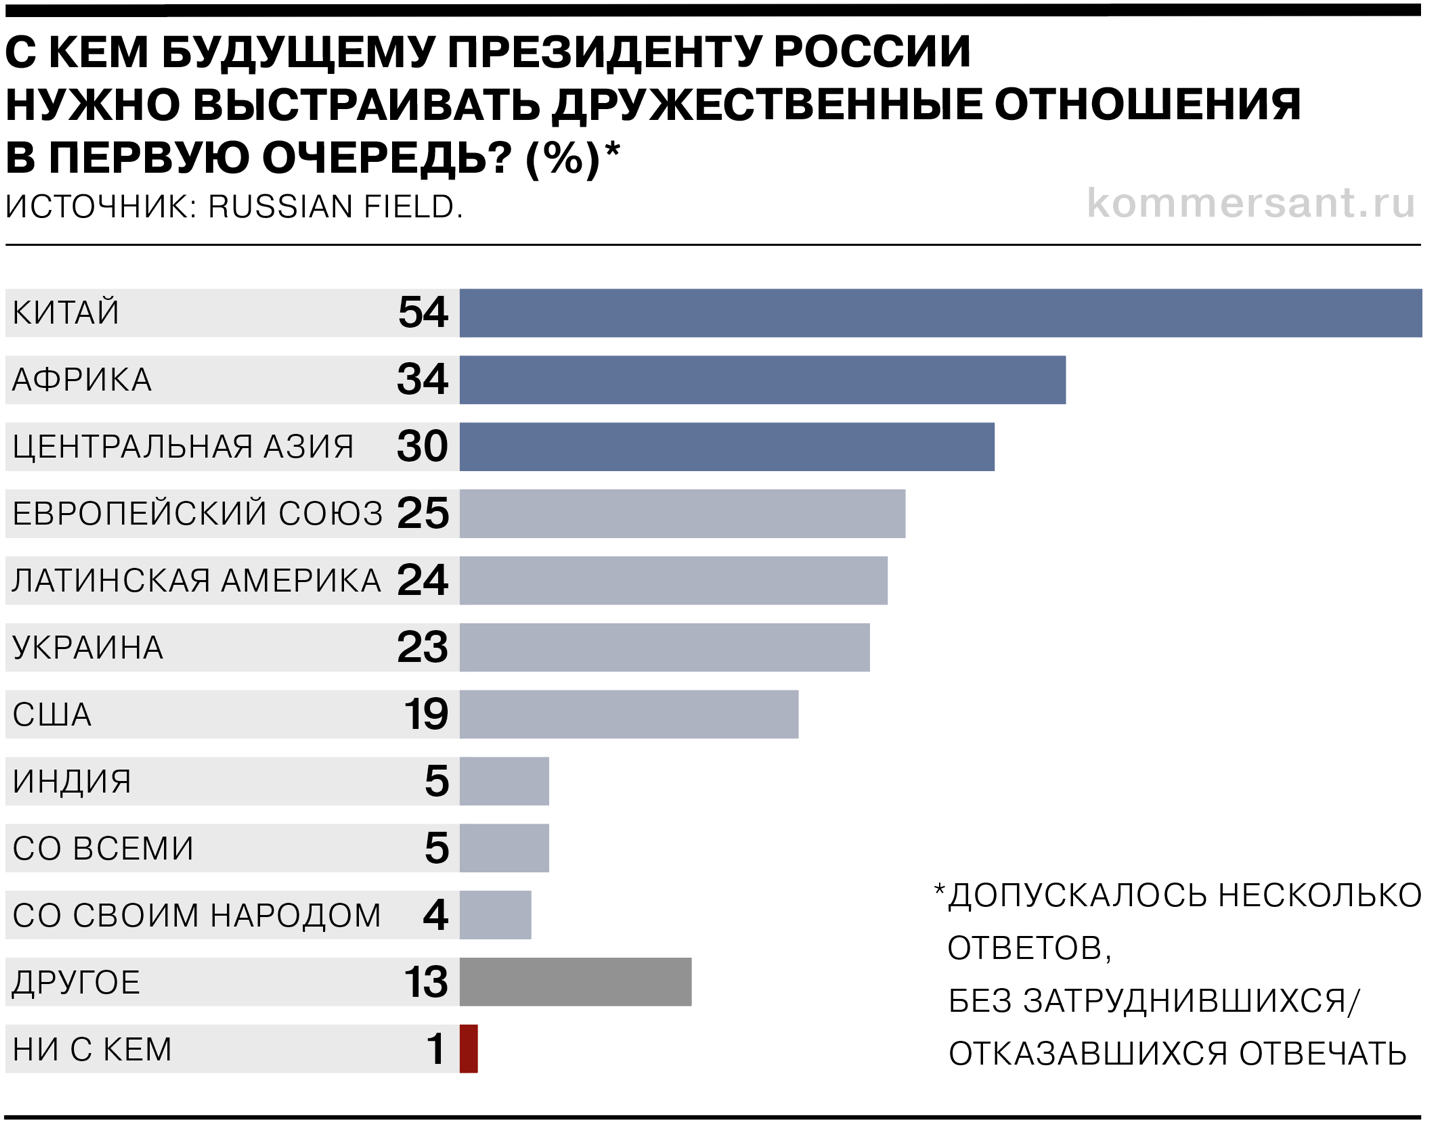 С КЕМ БУДУЩЕМУ ПРЕЗИДЕНТУ РОССИИ
НУЖНО ВЫСТРАИВАТЬ ДРУЖЕСТВЕННЫЕ ОТНОШЕНИЯ
В ПЕРВУЮ ОЧЕРЕДЬ? (%)*
ИСТОЧНИК: RUSSIAN FIELD.
kommersant.ru
КИТАЙ 54
АФРИКА 34
ЦЕНТРАЛЬНАЯ АЗИЯ 30
ЕВРОПЕЙСКИЙ СОЮЗ 25
ЛАТИНСКАЯ АМЕРИКА 24
УКРАИНА 23
США 19
ИНДИЯ 5
СО ВСЕМИ 5
СО СВОИМ НАРОДОМ 4
ДРУГОЕ 13
НИ С КЕМ 1
*ДОПУСКАЛОСЬ НЕСКОЛЬКО
ОТВЕТОВ,
БЕЗ ЗАТРУДНИВШИХСЯ/
ОТКАЗАВШИХСЯ ОТВЕЧАТЬ